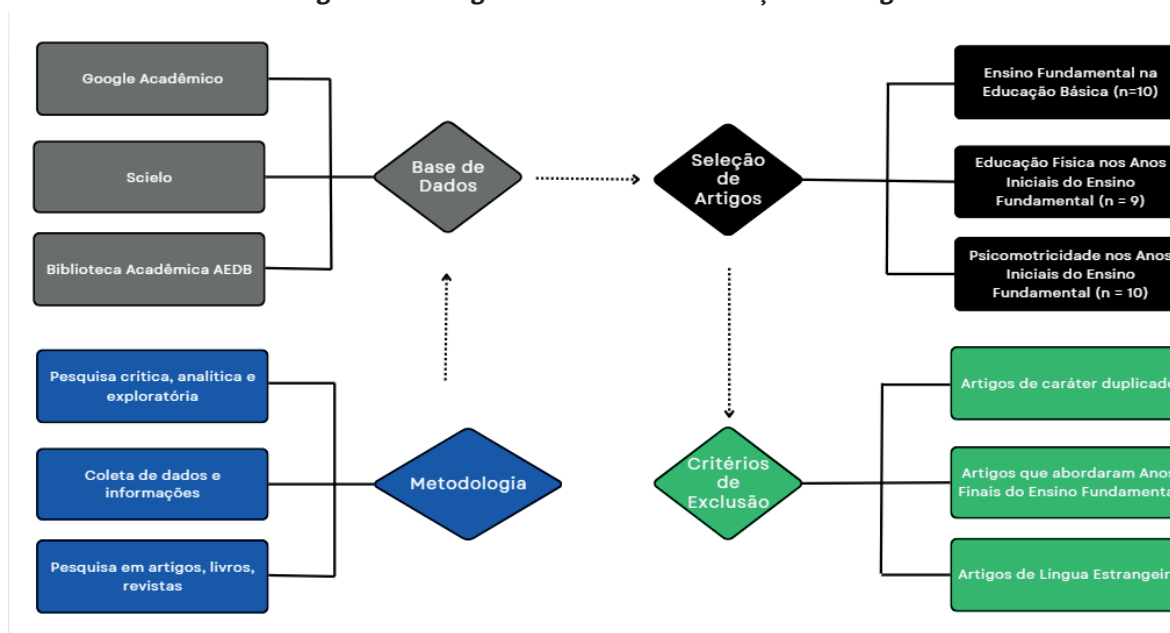 Google Acadêmico
Scielo
Biblioteca Acadêmica AEDB
Base de
Dados
Seleção
de
Artigos
Ensino Fundamental na
Educação Básica (n=10)
Educação Física nos Anos
Iniciais do Ensino
Fundamental (n = 9)
Psicomotricidade nos Anos
Iniciais do Ensino
Fundamental (n = 10)
Pesquisa crítica, analítica e
exploratória
Coleta de dados e
informações
Pesquisa em artigos, livros,
revistas
Metodologia
Critérios
de
Exclusão
Artigos de caráter duplicado
Artigos que abordaram Anos
Finais do Ensino
Artigos de Língua